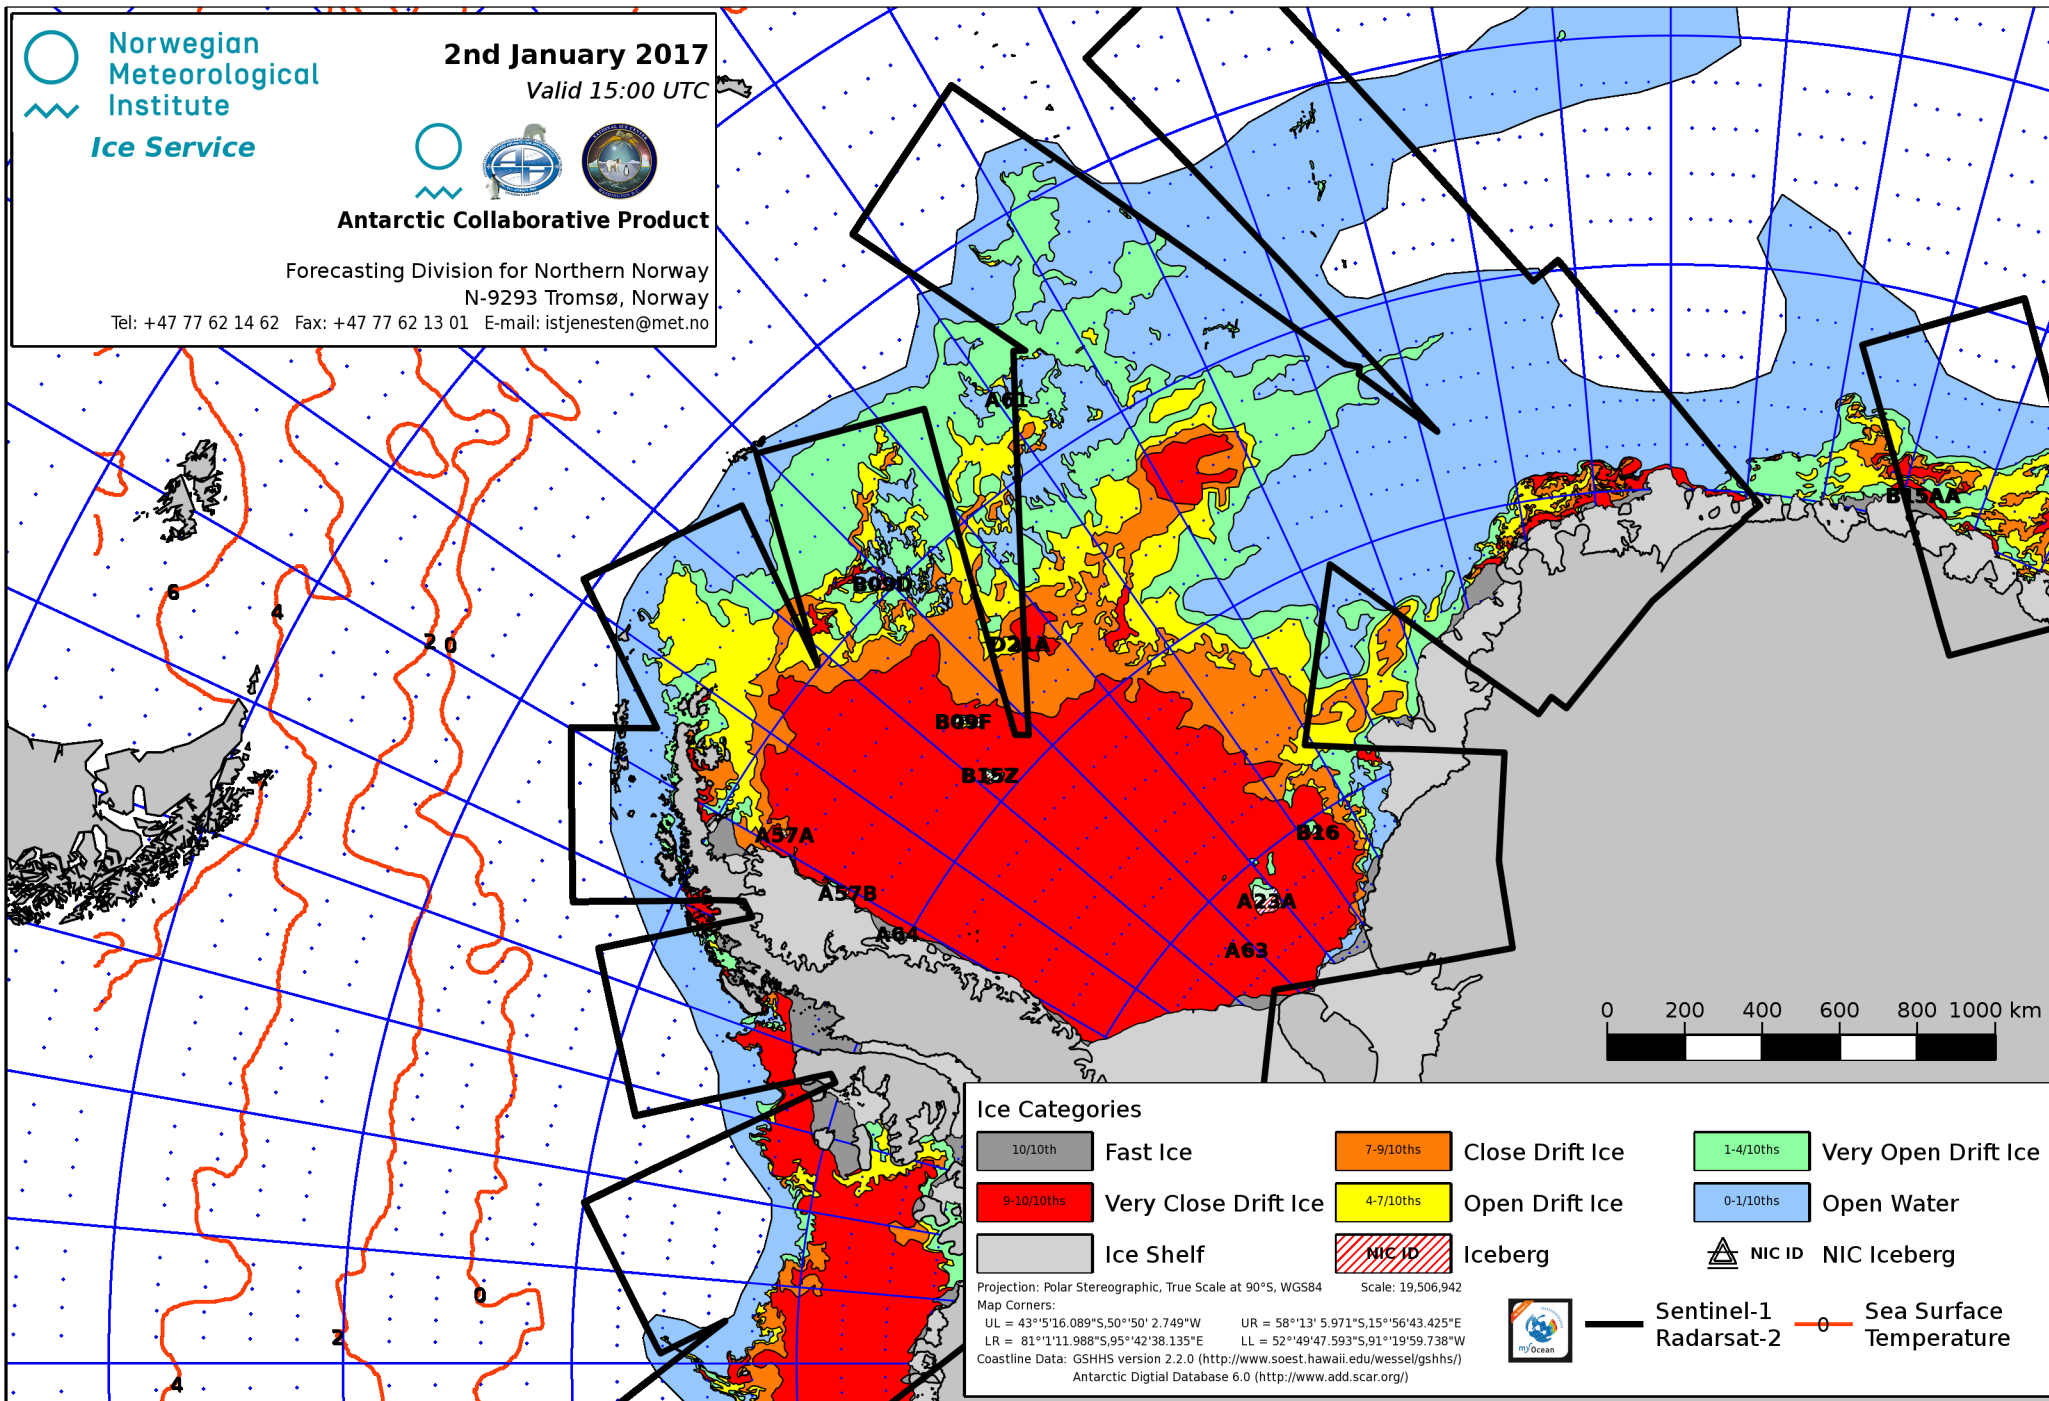 Norwegian
Meteorological
Institute
Ice Service
2nd January 2017
Valid 15:00 UTC
Antarctic Collaborative Product
Forecasting Division for Northern Norway
N-9293 Tromsø, Norway
Tel: +47 77 62 14 62 Fax: +47 77 62 13 01 E-mail: istjenesten@met.no
A61
B15AA
B09D
6
4
2 0
D21A
B09F
B15Z
A57A
B16
A57B
A23A
A64
A63
0 200 400 600 800 1000 km
0
2
4
Ice Categories
10/10th Fast Ice
7-9/10ths Close Drift Ice
1-4/10ths Very Open Drift Ice
9-10/10ths Very Close Drift Ice
4-7/10ths Open Drift Ice
0-1/10ths Open Water
Ice Shelf
NIC ID Iceberg
NIC ID NIC Iceberg
Projection: Polar Stereographic, True Scale at 90°S, WGS84 Scale: 19,506,942
Map Corners:
UL = 43°'5'16.089"S,50°'50' 2.749"W UR = 58°'13' 5.971"S,15°'56'43.425"E
LR = 81°'1'11.988"S,95°'42'38.135"E LL = 52°'49'47.593"S,91°'19'59.738"W
Coastline Data: GSHHS version 2.2.0 (http://www.soest.hawaii.edu/wessel/gshhs/)
Antarctic Digtial Database 6.0 (http://www.add.scar.org/)
myOcean
Sentinel-1
Radarsat-2
0
Sea Surface
Temperature